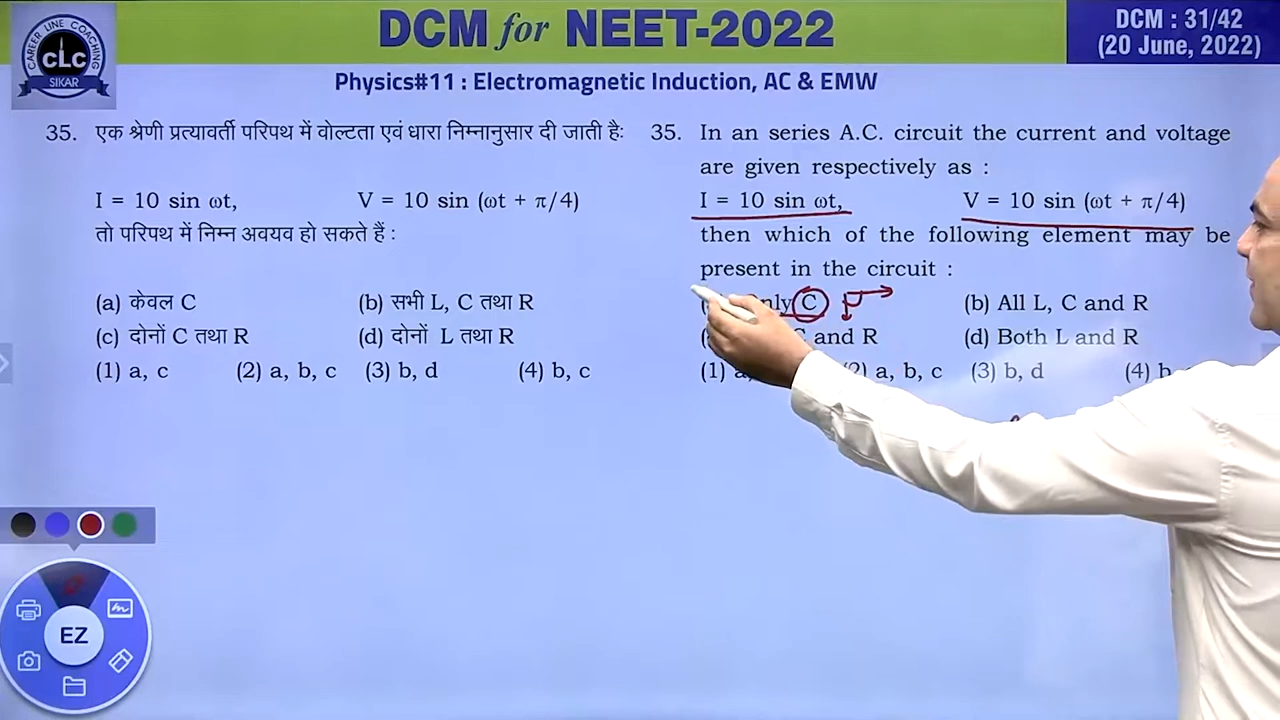 CAREER LINE COACHING
CLC
SIKAR
DCM for NEET-2022
DCM : 31/42
(20 June, 2022)
Physics#11 : Electromagnetic Induction, AC & EMW
35. एक श्रेणी प्रत्यावर्ती परिपथ में वोल्टता एवं धारा निम्नानुसार दी जाती है:
I = 10 sin ωt, V = 10 sin (ωt + π/4)
तो परिपथ में निम्न अवयव हो सकते हैं :
(a) केवल C (b) सभी L, C तथा R
(c) दोनों C तथा R (d) दोनों L तथा R
(1) a, c (2) a, b, c (3) b, d (4) b, c
35. In an series A.C. circuit the current and voltage
are given respectively as :
I = 10 sin ωt, V = 10 sin (ωt + π/4)
then which of the following element may be
present in the circuit :
C (b) All L, C and R
and R (d) Both L and R
(1) a, (2) a, b, c (3) b, d (4) b
EZ